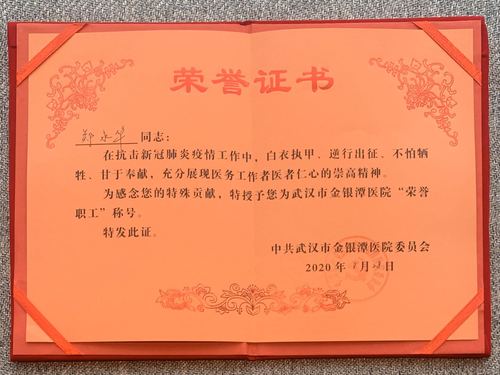 荣誉证书
郑永华 同志：
在抗击新冠肺炎疫情工作中，白衣执甲、逆行出征、不怕牺
牲、甘于奉献，充分展现医务工作者医者仁心的崇高精神。
为感念您的特殊贡献，特授予您为武汉市金银潭医院“荣誉
职工”称号。
特发此证。
中共武汉市金银潭医院委员会
2020 年 月 日